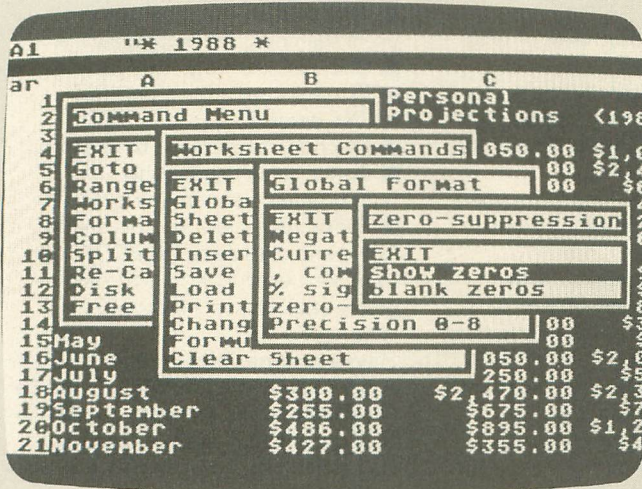 A1 "* 1988 *
ar A B C
1 Personal
2 Command Menu Projections <198
3
4 EXIT Worksheet Commands 050.00 $1,
5 Goto 00 $2,
6 Range EXIT Global Format 00
7 Works Globa
8 Forma Sheet EXIT zero-suppression
9 Colum Delet Negat
10 Split Inser Curre EXIT
11 Re-Ca Save , com show zeros
12 Disk Load % sig blank zeros
13 Free Print zero-
14 Chang Precision 0-8 00
15 May Formu 00
16 June Clear Sheet 050.00 $2,
17 July 250.00
18 August $300.00 $2,470.00 $2,
19 September $255.00 $675.00
20 October $486.00 $895.00 $1,2
21 November $427.00 $355.00 $4